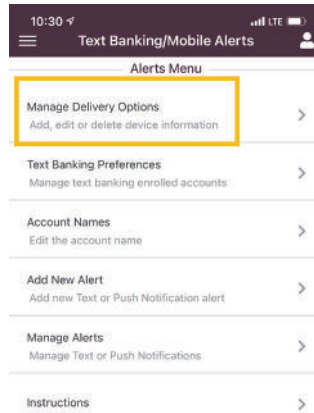 10:30 LTE
Text Banking/Mobile Alerts
Alerts Menu
Manage Delivery Options
Add, edit or delete device information
Text Banking Preferences
Manage text banking enrolled accounts
Account Names
Edit the account name
Add New Alert
Add new Text or Push Notification alert
Manage Alerts
Manage Text or Push Notifications
Instructions